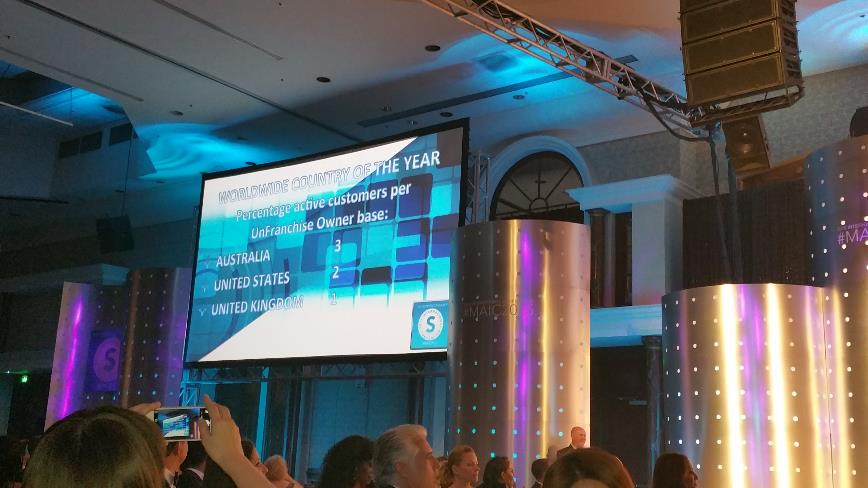 WORLDWIDE COUNTRY OF THE YEAR
Percentage active customers per
UnFranchise Owner base:
AUSTRALIA 3
UNITED STATES 2
UNITED KINGDOM 1
S
#MAIC20
#MA
S